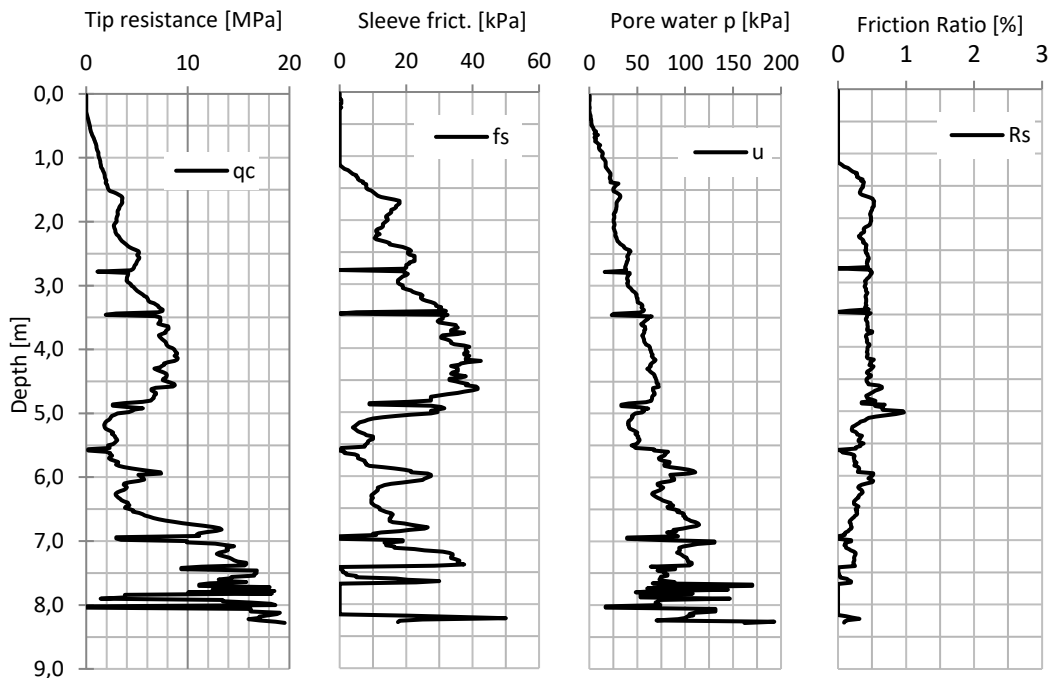 Tip resistance [MPa] Sleeve frict. [kPa] Pore water p [kPa] Friction Ratio [%]
0 10 20 0 20 40 60 0 50 100 150 200 0 1 2 3
0,0
1,0
2,0
3,0
4,0
5,0
6,0
7,0
8,0
9,0
Depth [m]
qc
fs
u
Rs